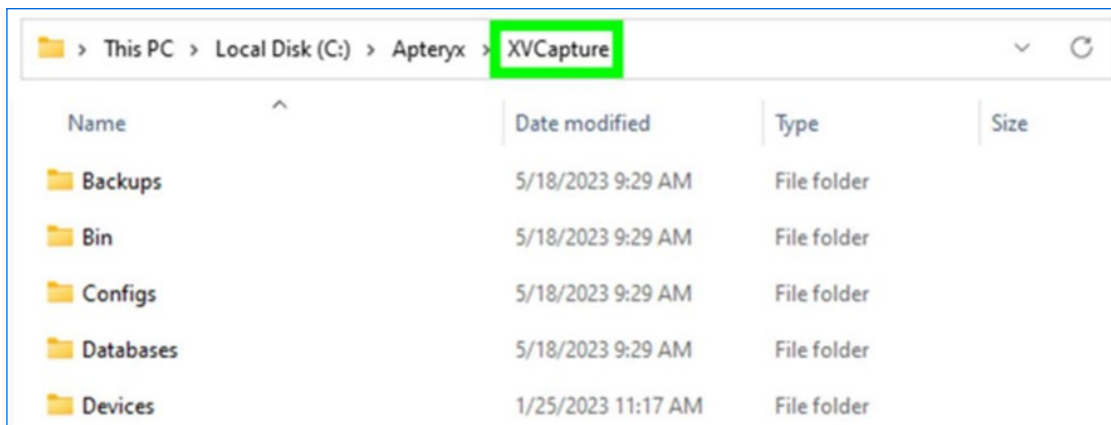 > This PC > Local Disk (C:) > Apteryx > XVCapture
Name Date modified Type Size
Backups 5/18/2023 9:29 AM File folder
Bin 5/18/2023 9:29 AM File folder
Configs 5/18/2023 9:29 AM File folder
Databases 5/18/2023 9:29 AM File folder
Devices 1/25/2023 11:17 AM File folder